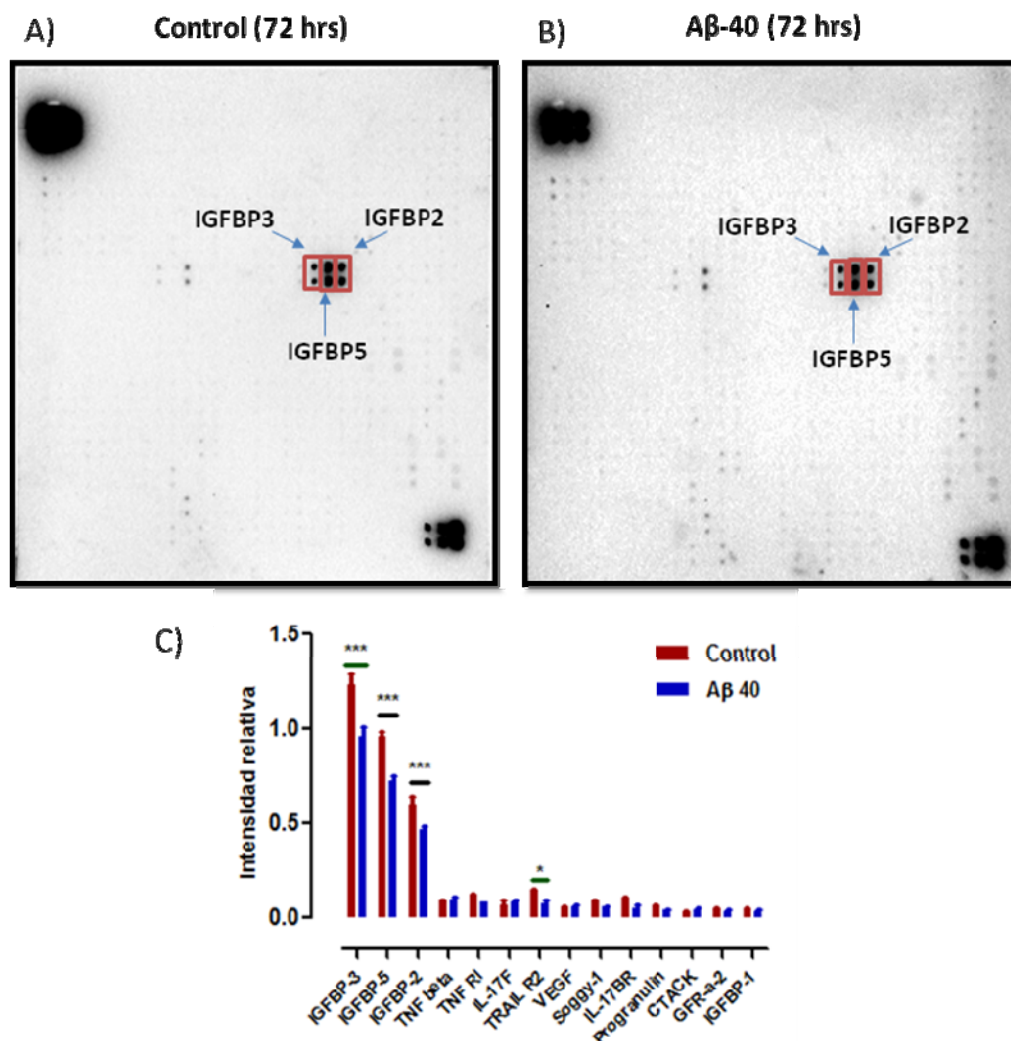 A) Control (72 hrs)
B) Aβ-40 (72 hrs)
IGFBP3
IGFBP2
IGFBP5
IGFBP3
IGFBP2
IGFBP5
C)
Intensidad relativa
1.5
1.0
0.5
0.0
***
***
***
*
Control
Aβ 40
IGFBP-3
IGFBP-5
IGFBP-2
TNF beta
TNF RI
IL-17F
TRAIL R2
VEGF
Soggy-1
IL-17BR
Progranulin
CTACK
GFR-a-2
IGFBP-1